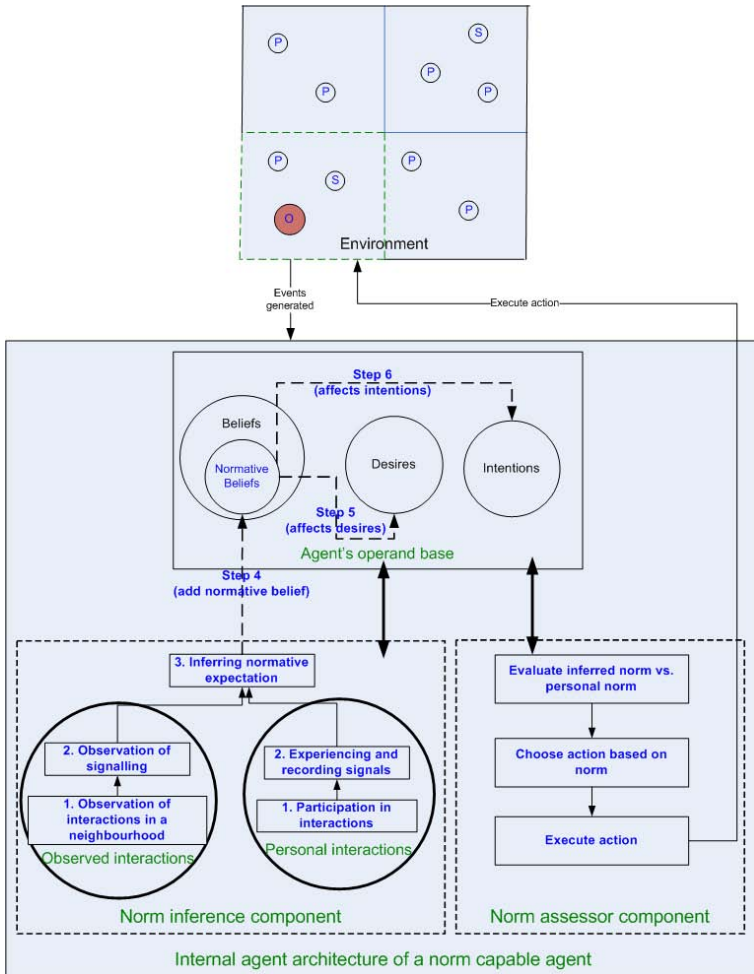 P
S
P
P
P
P
P
S
P
O
P
Environment
Events
generated
Execute action
Step 6
(affects intentions)
Beliefs
Normative
Beliefs
Desires
Intentions
Step 5
(affects desires)
Agent's operand base
Step 4
(add normative belief)
3. Inferring normative
expectation
2. Observation of
signalling
1. Observation of
interactions in a
neighbourhood
Observed interactions
2. Experiencing and
recording signals
1. Participation in
interactions
Personal interactions
Norm inference component
Evaluate inferred norm vs.
personal norm
Choose action based on
norm
Execute action
Norm assessor component
Internal agent architecture of a norm capable agent